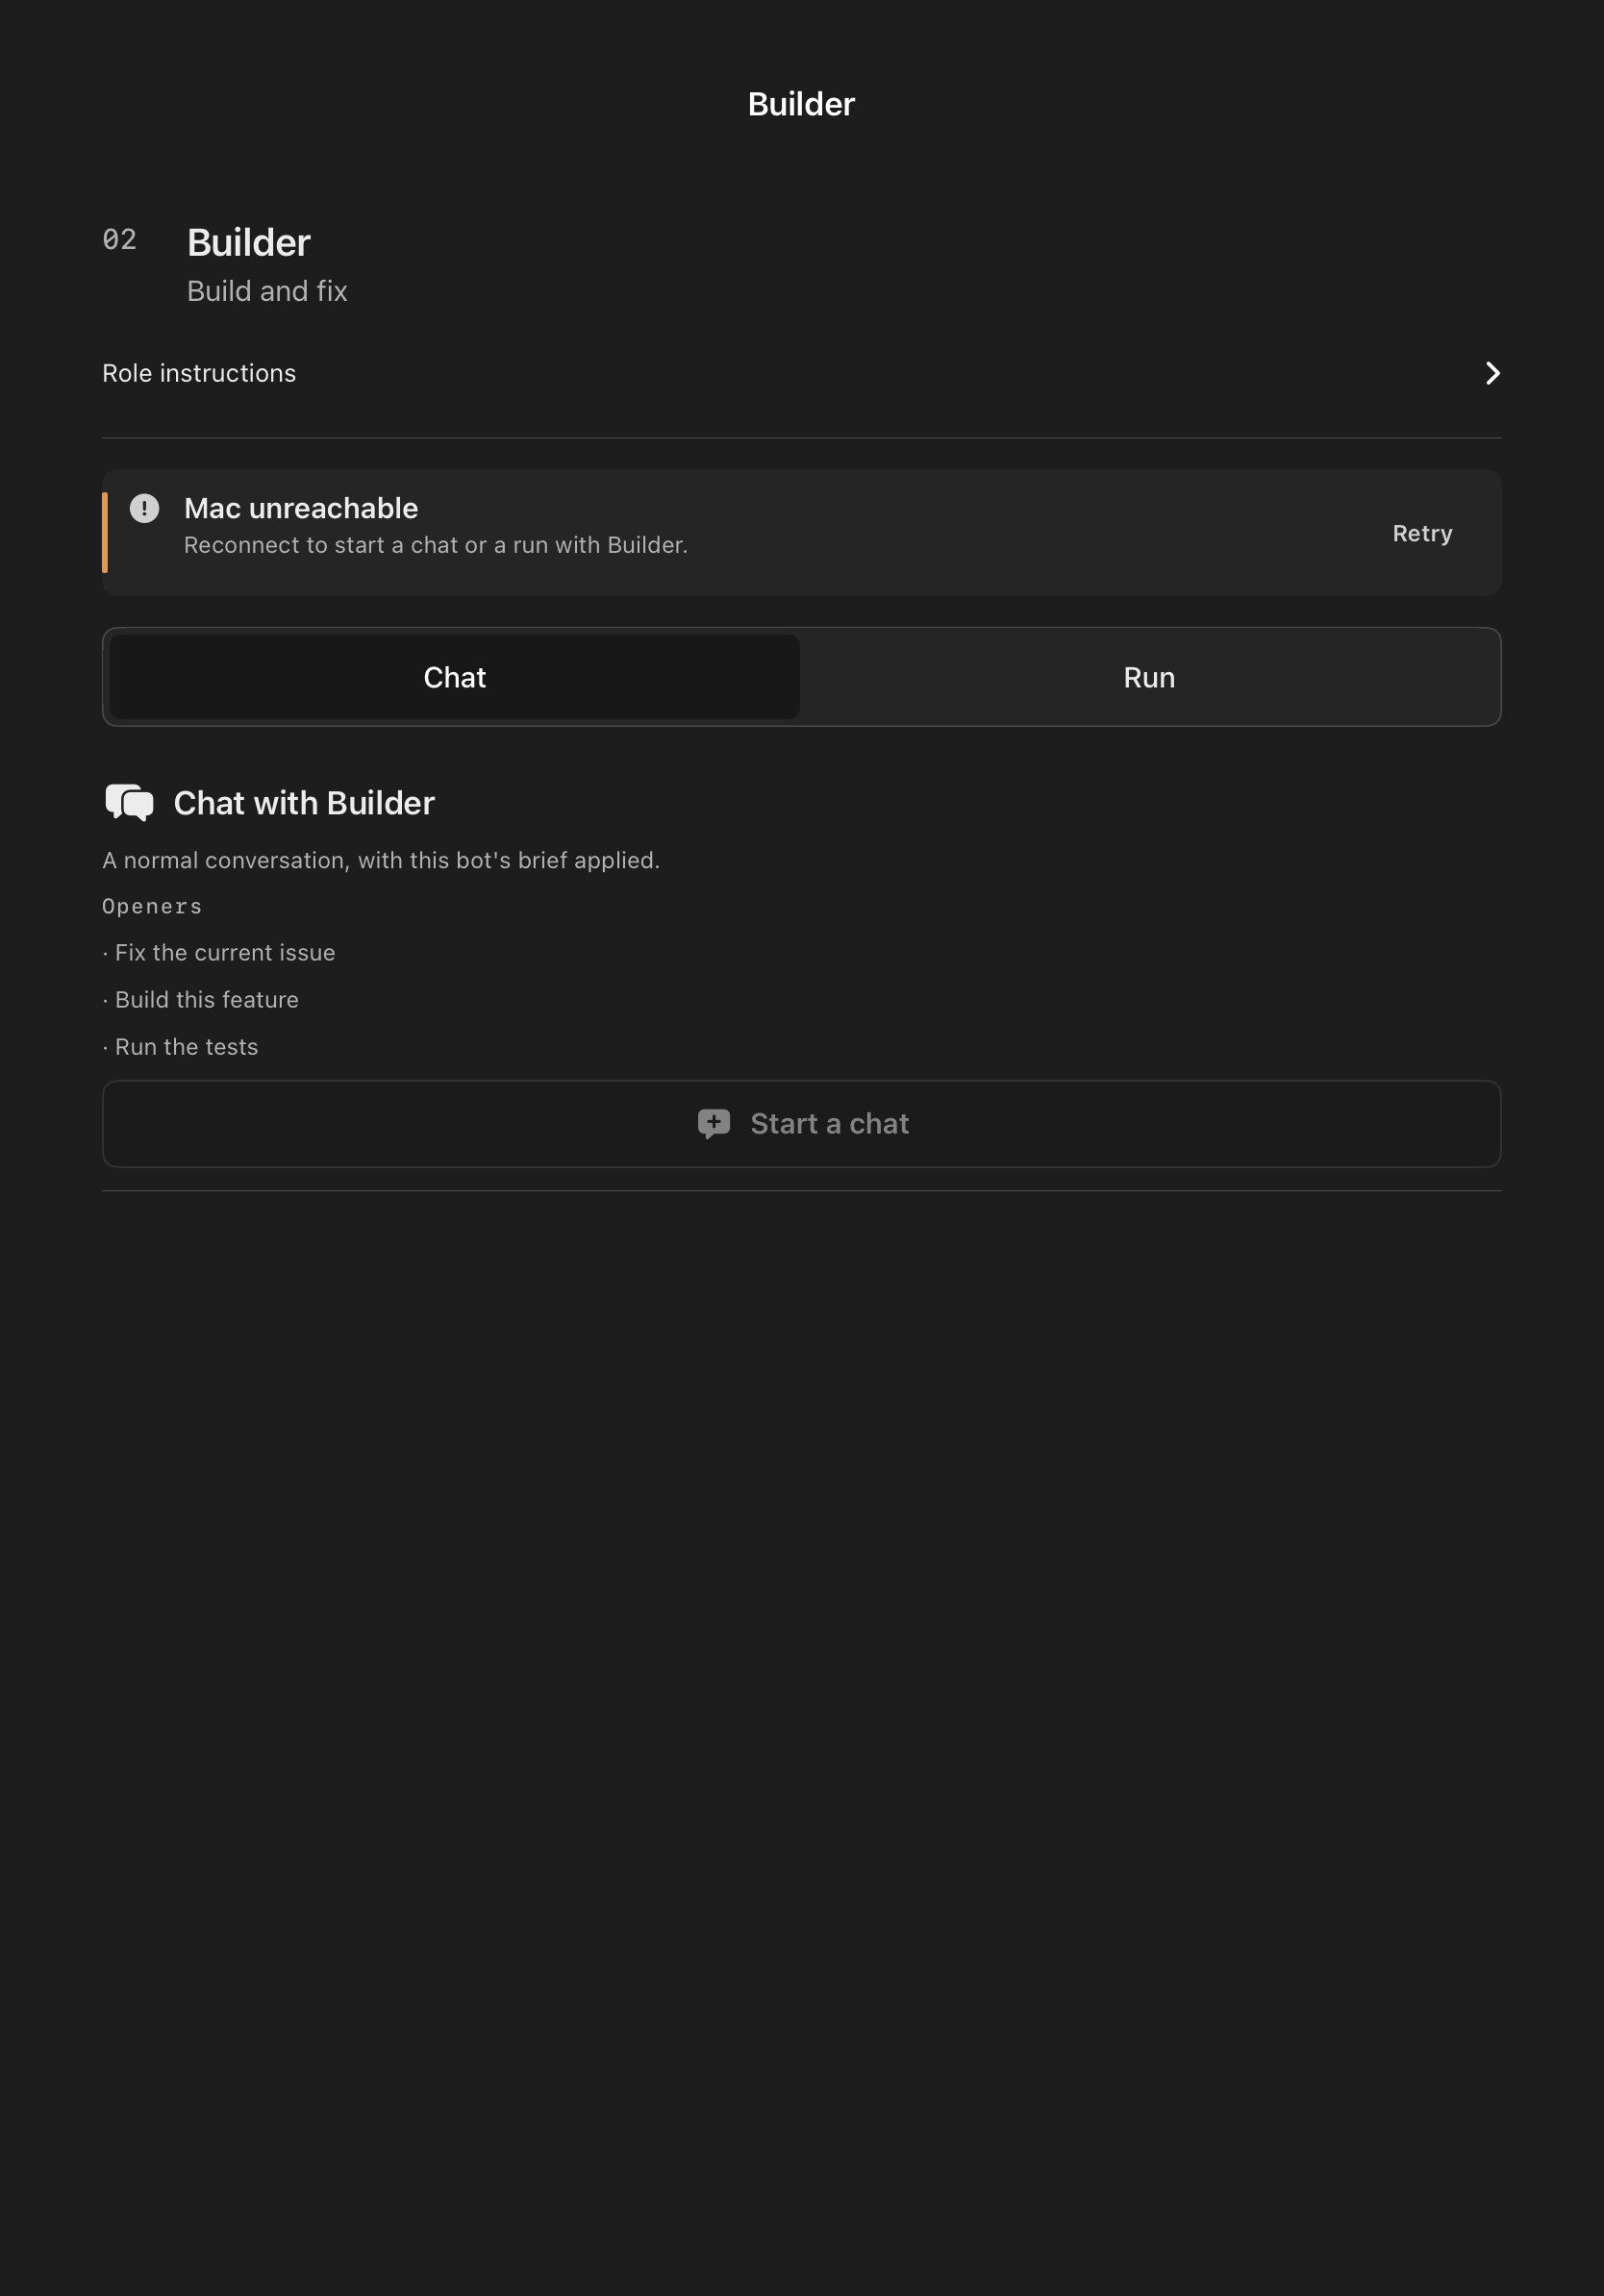 Builder
02
Builder
Build and fix
Role instructions
Mac unreachable
Reconnect to start a chat or a run with Builder.
Retry
Chat
Run
Chat with Builder
A normal conversation, with this bot's brief applied.
Openers
· Fix the current issue
· Build this feature
· Run the tests
Start a chat